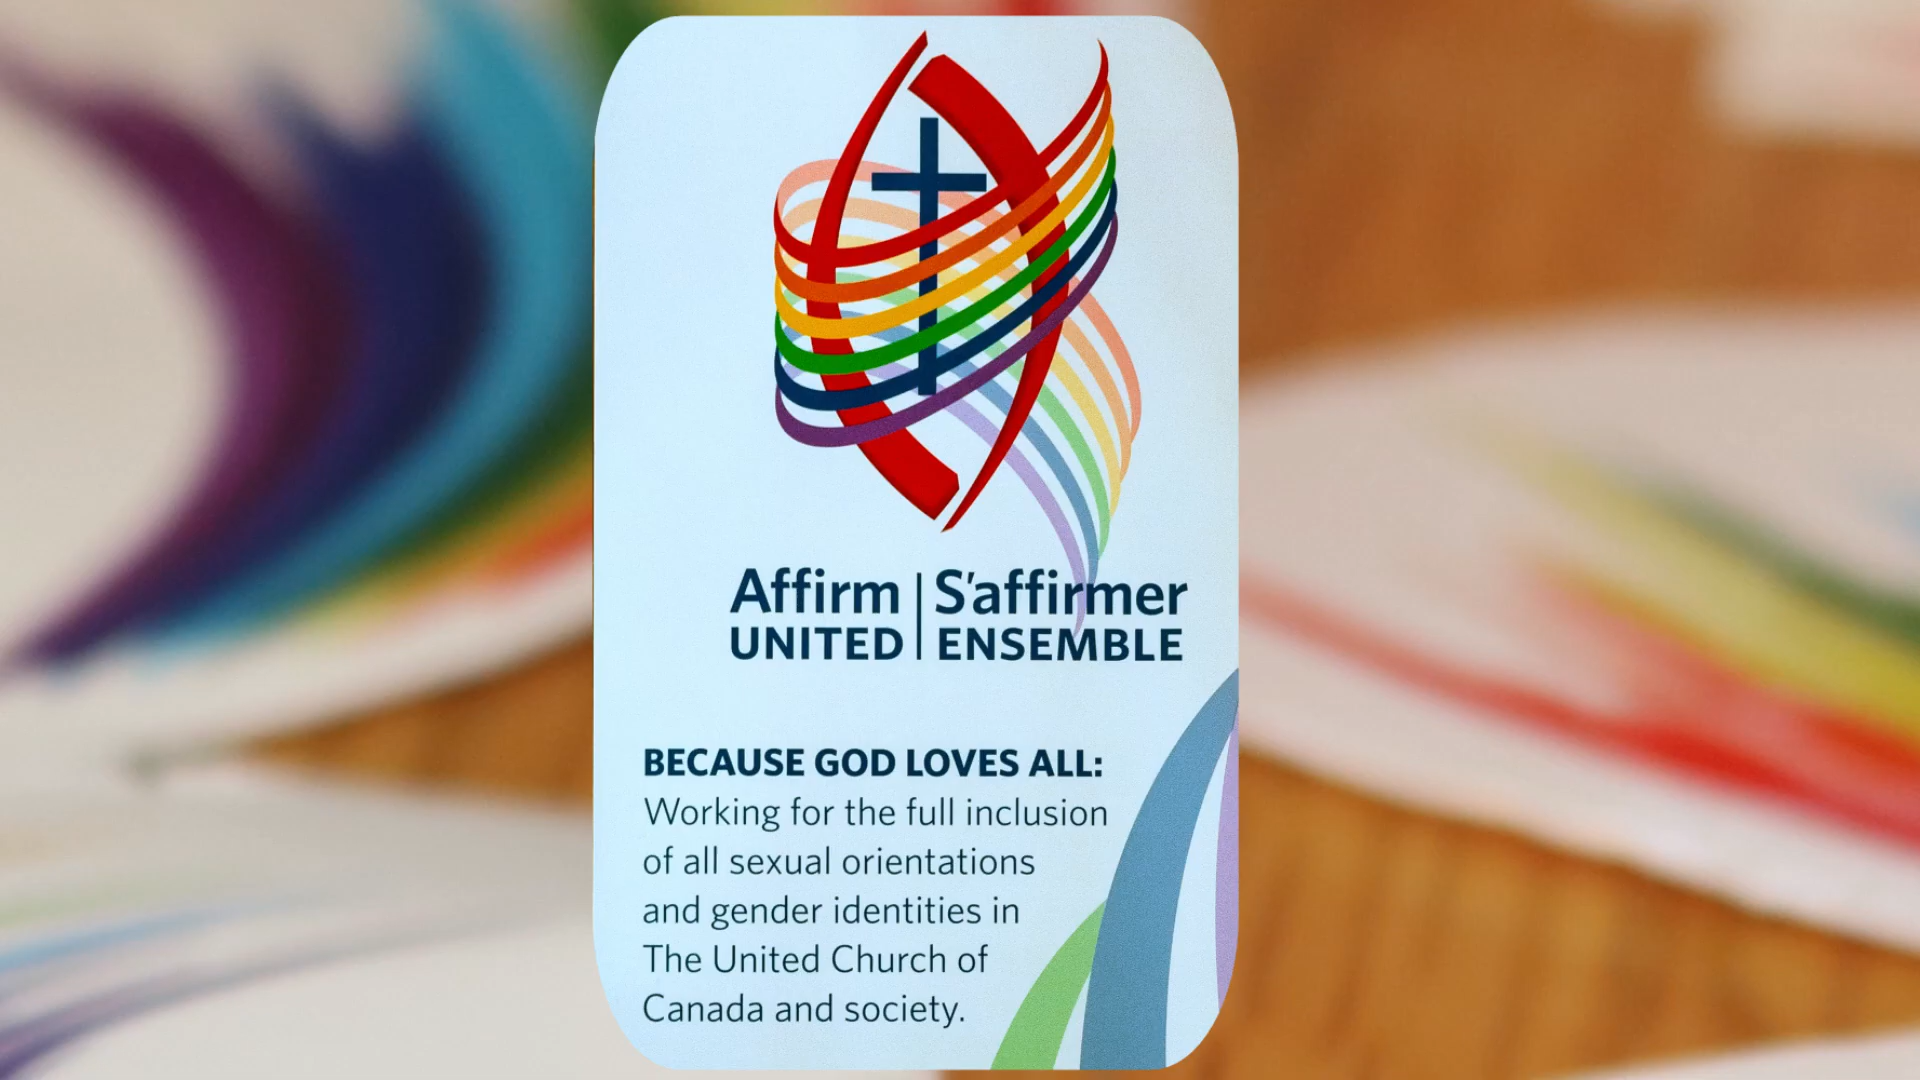 Affirm | S'affirmer
UNITED | ENSEMBLE
BECAUSE GOD LOVES ALL:
Working for the full inclusion
of all sexual orientations
and gender identities in
The United Church of
Canada and society.